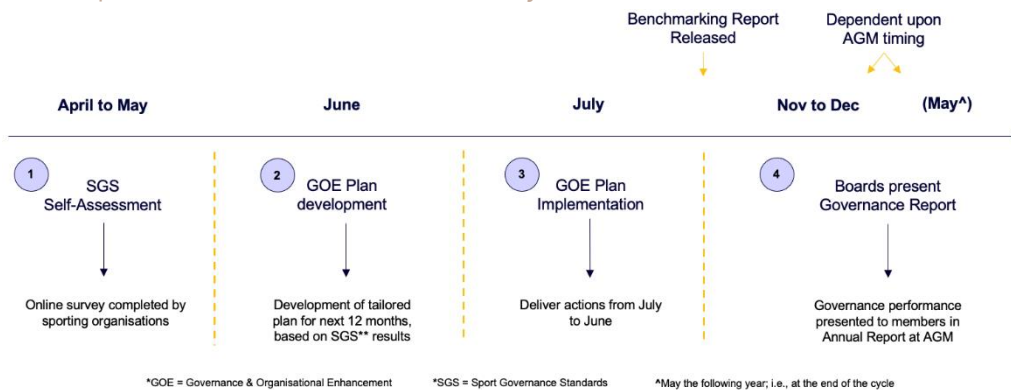 Benchmarking Report
Released
Dependent upon
AGM timing
April to May
June
July
Nov to Dec
(May^)
1
SGS
Self-Assessment
2
GOE Plan
development
3
GOE Plan
Implementation
4
Boards present
Governance Report
Online survey completed by
sporting organisations
Development of tailored
plan for next 12 months,
based on SGS** results
Deliver actions from July
to June
Governance performance
presented to members in
Annual Report at AGM
*GOE = Governance & Organisational Enhancement
*SGS = Sport Governance Standards
^May the following year; i.e., at the end of the cycle